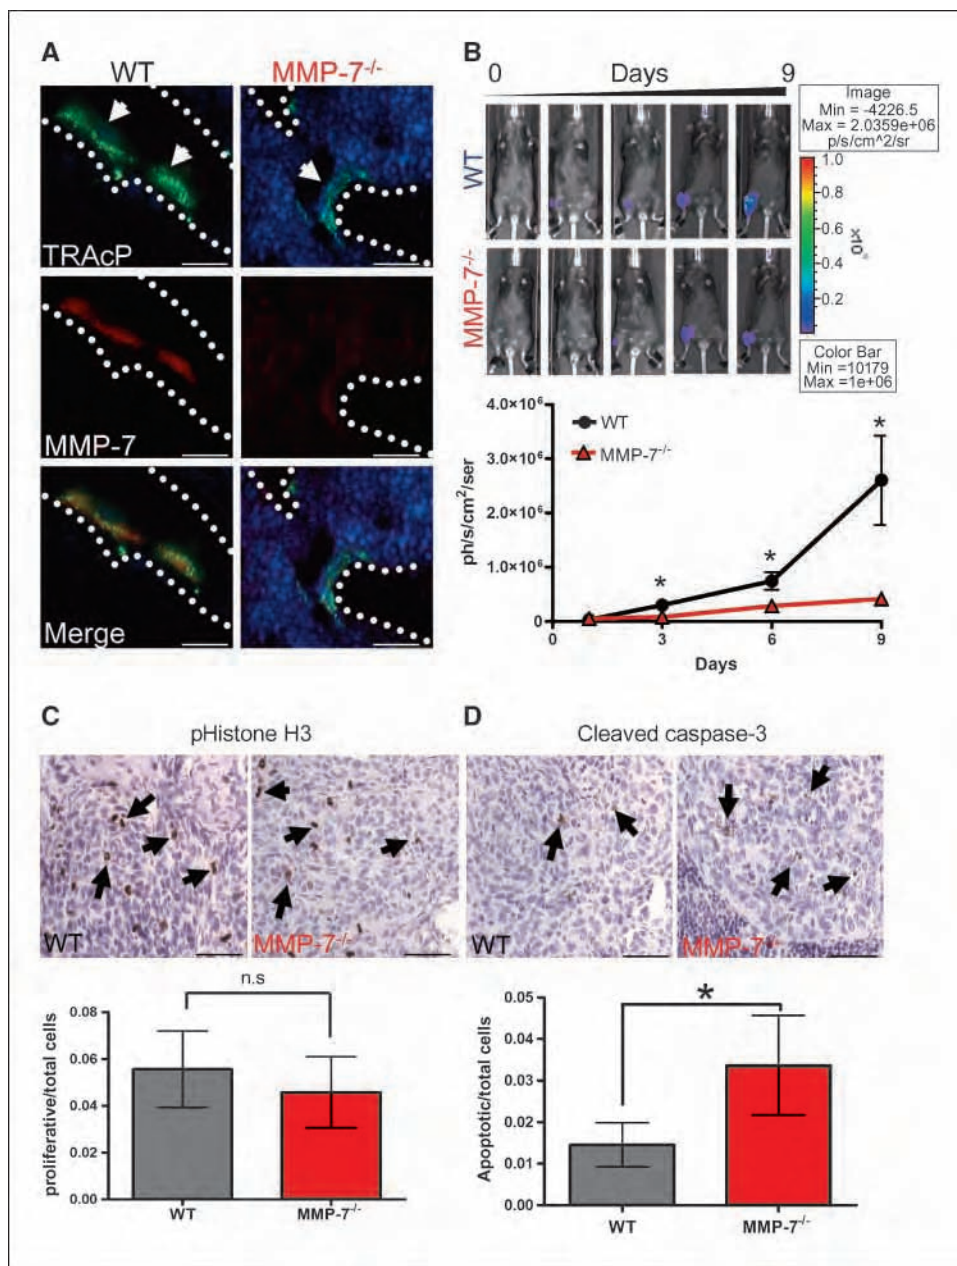 A
WT
MMP-7-/-
TRAcP
MMP-7
Merge
B
0 Days 9
WT
MMP-7-/-
Image
Min = -4226.5
Max = 2.0359e+06
p/s/cm^2/sr
1.0
0.8
0.6
0.4
0.2
Color Bar
Min =10179
Max =1e+06
4.0×10⁶
3.0×10⁶
2.0×10⁶
1.0×10⁶
0
ph/s/cm²/ser
WT
MMP-7-/-
*
*
*
0 3 6 9
Days
C
pHistone H3
WT
MMP-7-/-
n.s
proliferative/total cells
0.080
0.06
0.04
0.02
0.00
WT
MMP-7-/-
D
Cleaved caspase-3
WT
MMP-7-/-
*
Apoptotic/total cells
0.05
0.04
0.03
0.02
0.01
0.00
WT
MMP-7-/-